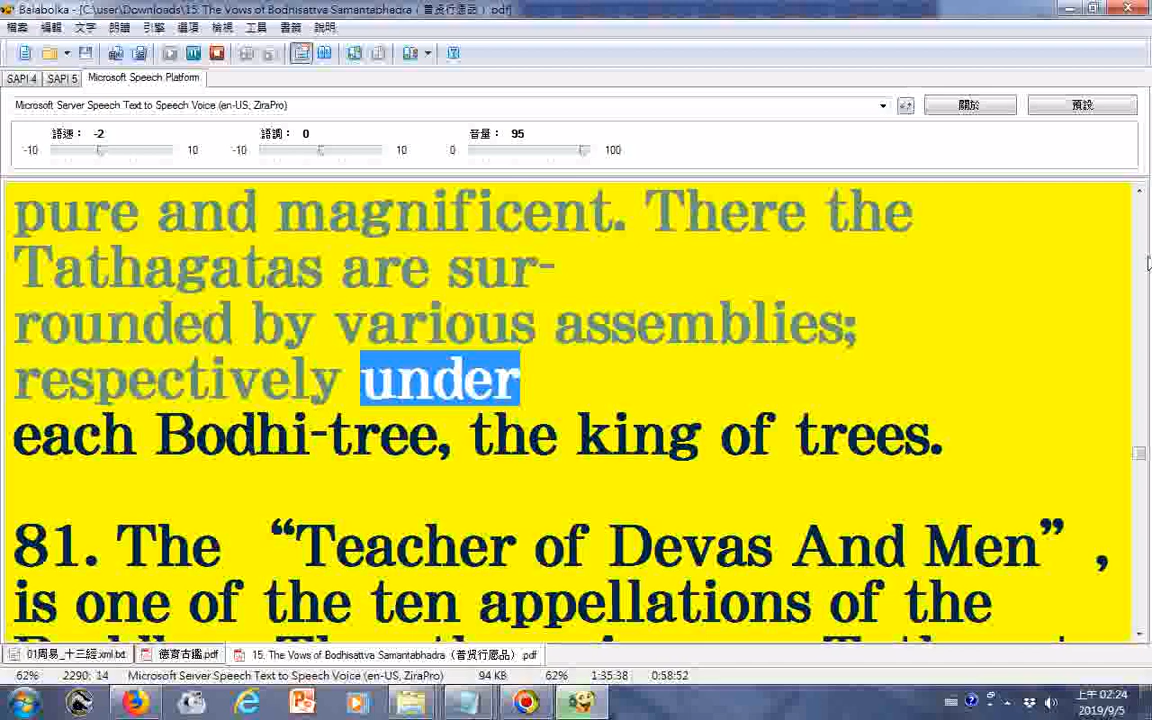 Balabolka - [C:\user\Downloads\15. The Vows of Bodhisattva Samantabhadra (普賢行愿品).pdf]
檔案 編輯 文字 朗讀 引擎 選項 檢視 工具 書籤 說明
SAPI 4 SAPI 5 Microsoft Speech Platform
Microsoft Server Speech Text to Speech Voice (en-US, ZiraPro) 關於 預設
語速： -2 語調： 0 音量： 95
-10 10 -10 10 0 100
pure and magnificent. There the
Tathagatas are sur-
rounded by various assemblies;
respectively under
each Bodhi-tree, the king of trees.
81. The “Teacher of Devas And Men”,
is one of the ten appellations of the
01周易_十三經.xml.txt 德育古鑑.pdf 15. The Vows of Bodhisattva Samantabhadra (普賢行愿品).pdf
62% 2290; 14 Microsoft Server Speech Text to Speech Voice (en-US, ZiraPro) 94 KB 62% 1:35:38 0:58:52
上午 02:24
2019/9/5